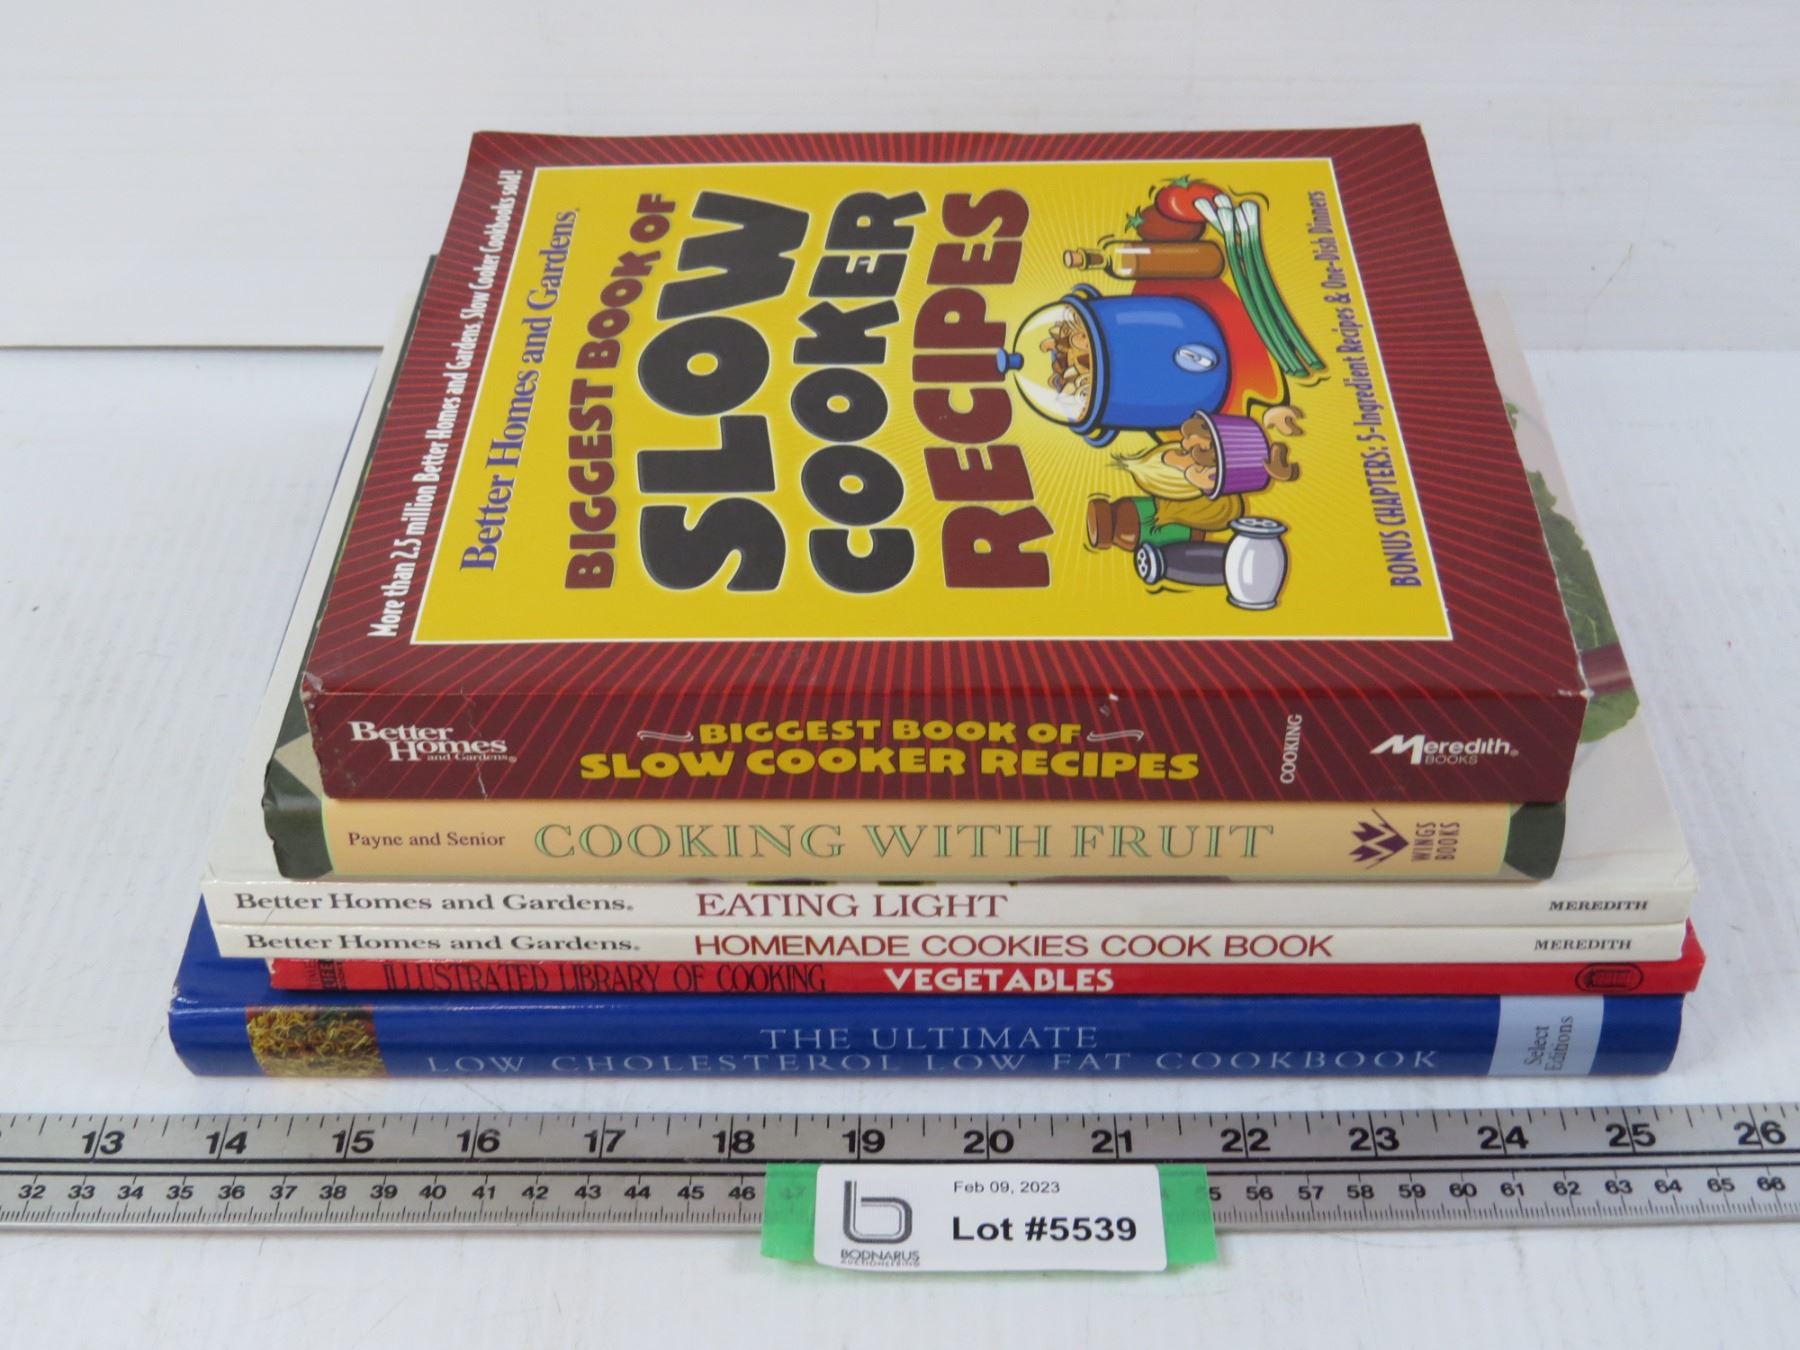 More than 2.5 million Better Homes and Gardens® Slow Cooker Cookbooks sold!
Better Homes and Gardens®
BIGGEST BOOK OF
SLOW
COOKER
RECIPES
BONUS CHAPTERS: 5-Ingredient Recipes & One-Dish Dinners
Better
Homes
and Gardens®
BIGGEST BOOK OF
SLOW COOKER RECIPES
COOKING
Meredith®
BOOKS
Payne and Senior
COOKING WITH FRUIT
WINGS
BOOKS
Better Homes and Gardens® EATING LIGHT MEREDITH
Better Homes and Gardens® HOMEMADE COOKIES COOK BOOK MEREDITH
ILLUSTRATED LIBRARY OF COOKING VEGETABLES
THE ULTIMATE
LOW CHOLESTEROL LOW FAT COOKBOOK
Select
Editions
13 14 15 16 17 18 19 20 21 22 23 24 25 26
32 33 34 35 36 37 38 39 40 41 42 43 44 45 46 5 56 57 58 59 60 61 62 63 64 65 66
Feb 09, 2023
Lot #5539
b
BODNARUS
AUCTIONEERING